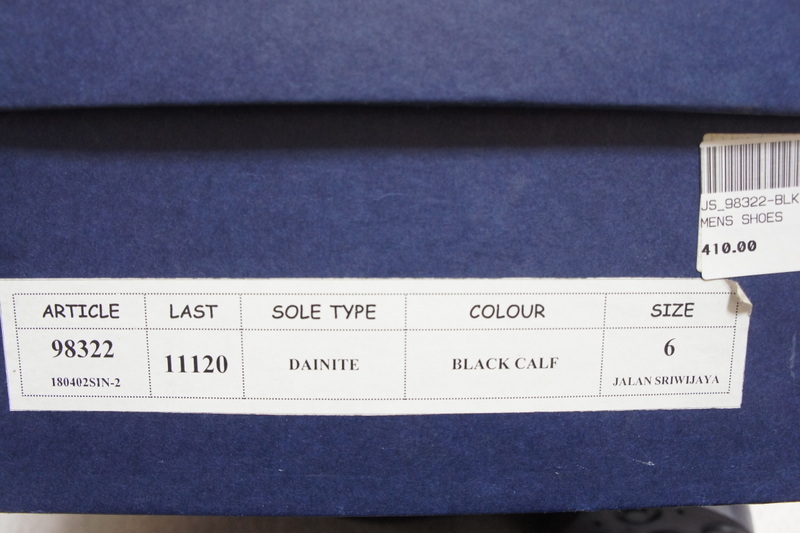 JS_98322-BLK
MENS SHOES
410.00
ARTICLE LAST SOLE TYPE COLOUR SIZE
98322 11120 DAINITE BLACK CALF 6
180402SIN-2 JALAN SRIWIJAYA